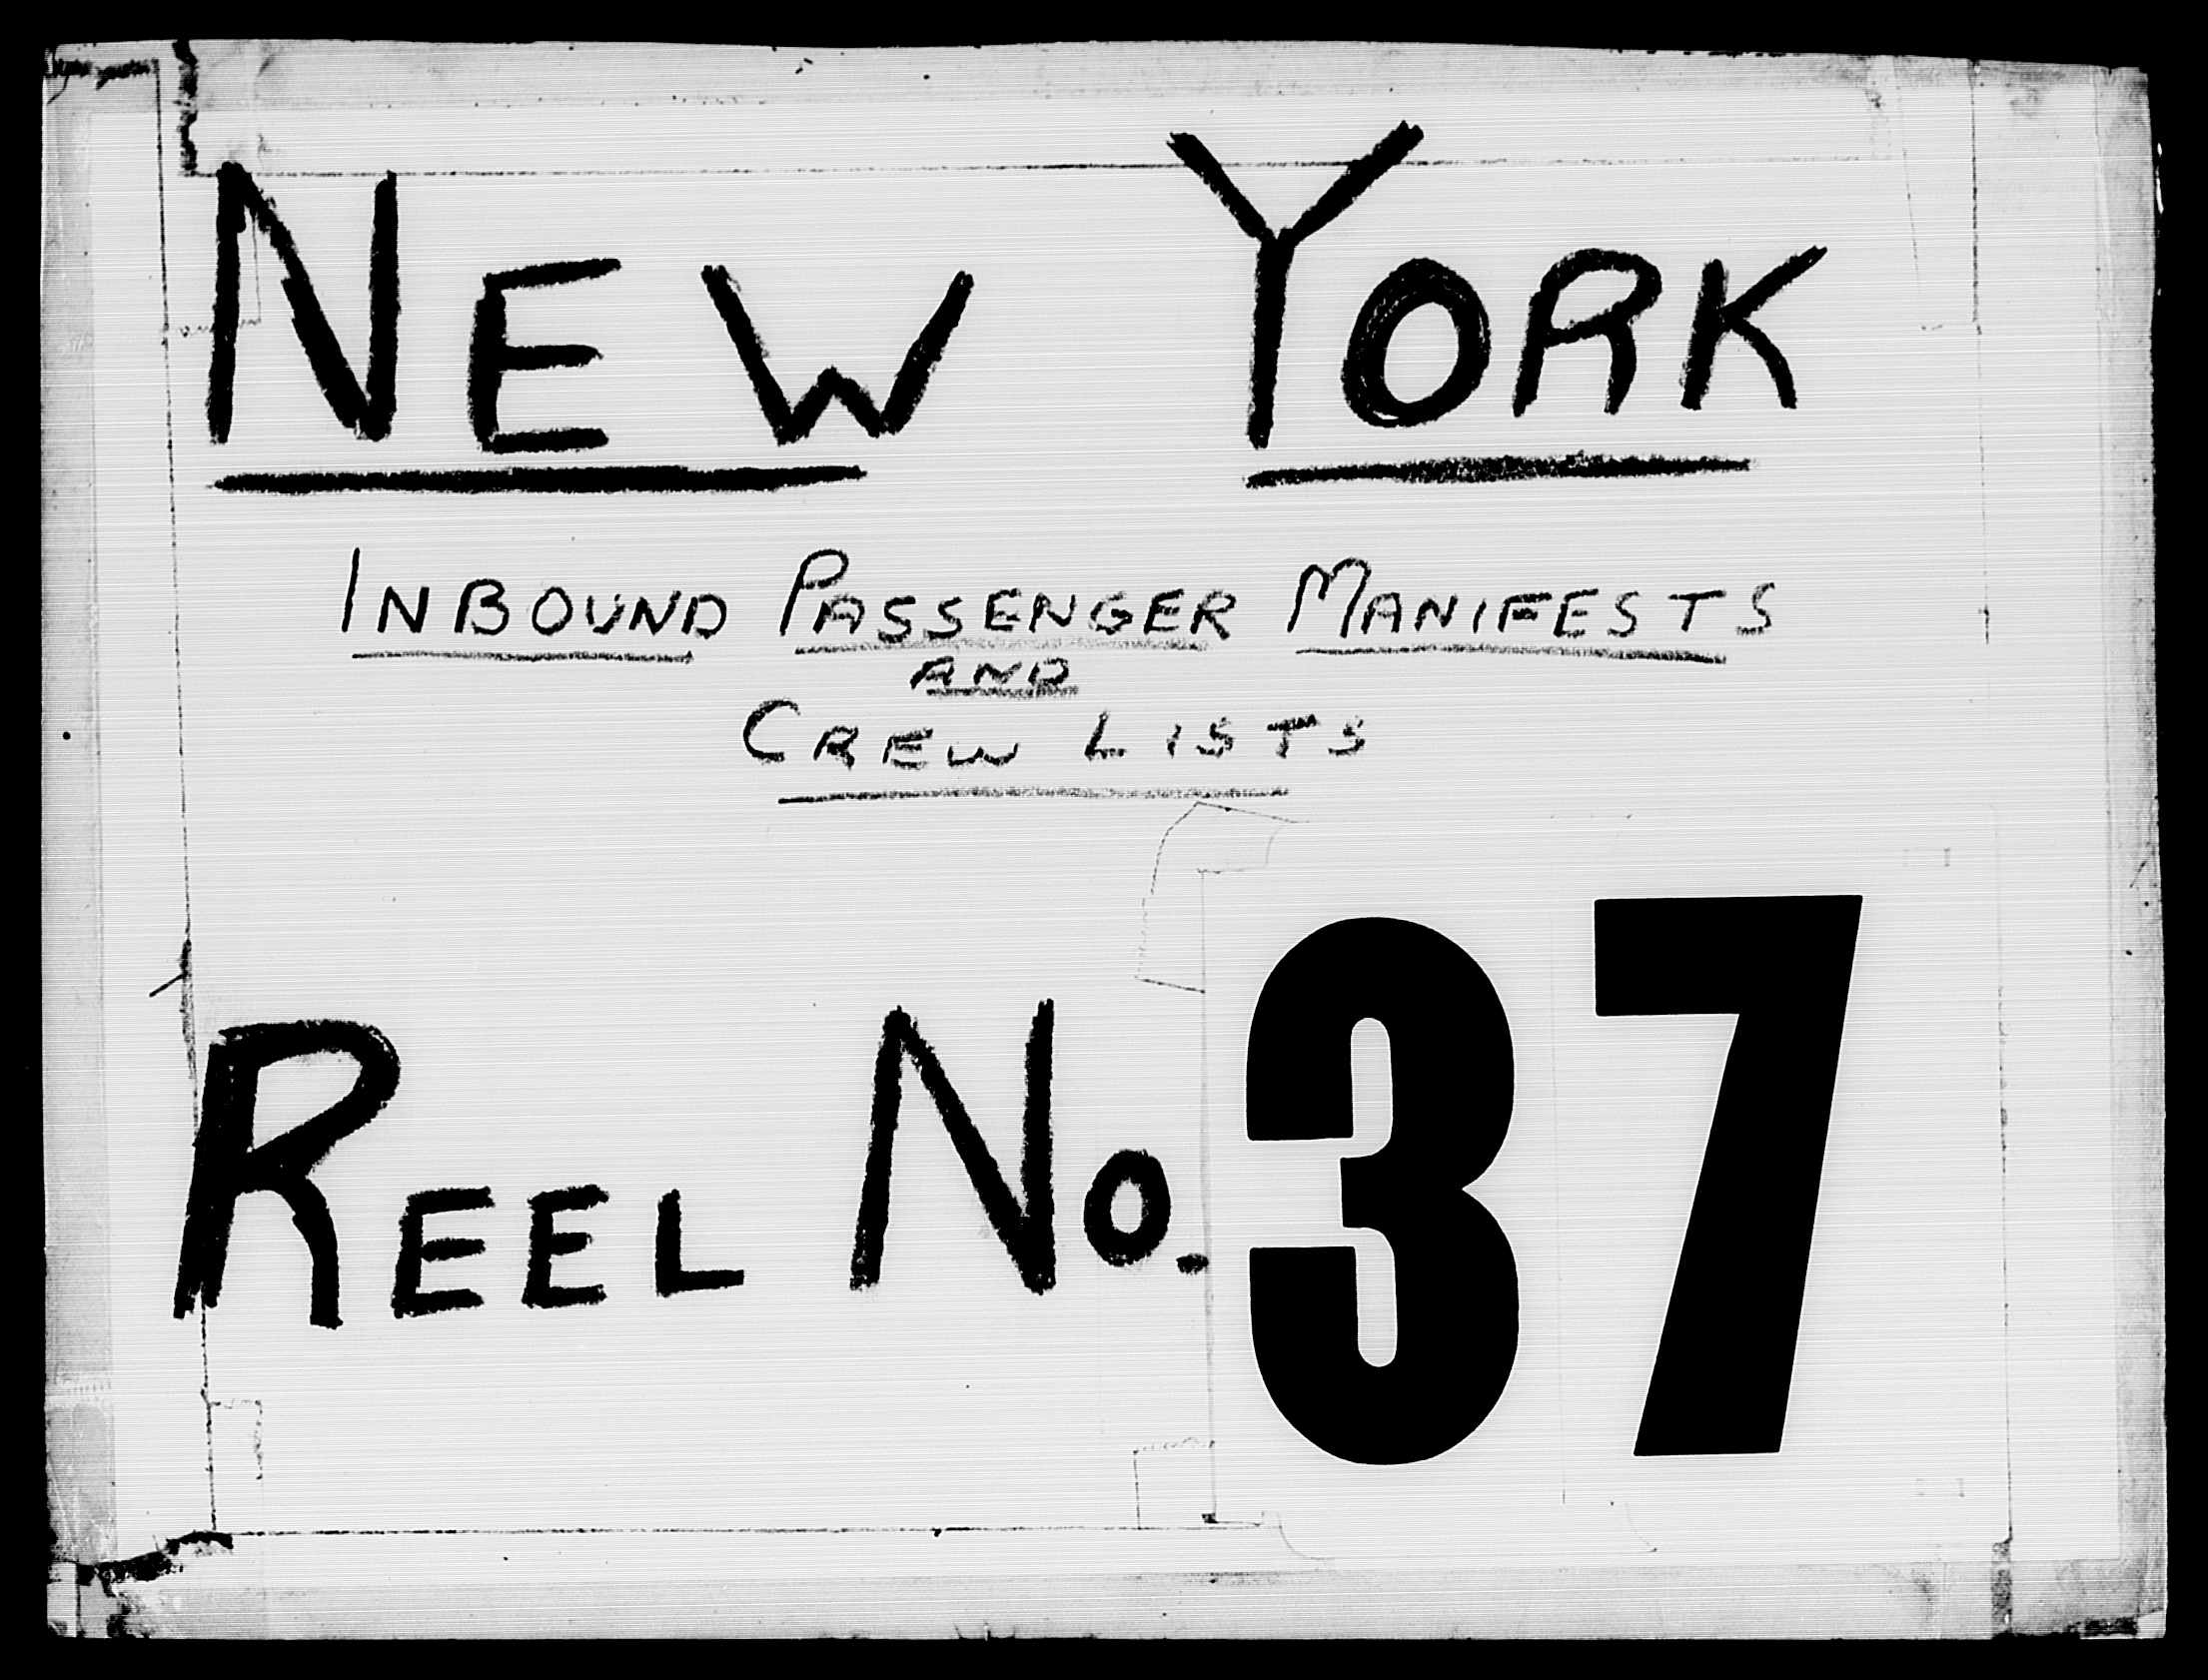 NEW YORK
INBOUND PASSENGER MANIFESTS
AND
CREW LISTS
REEL NO. 37